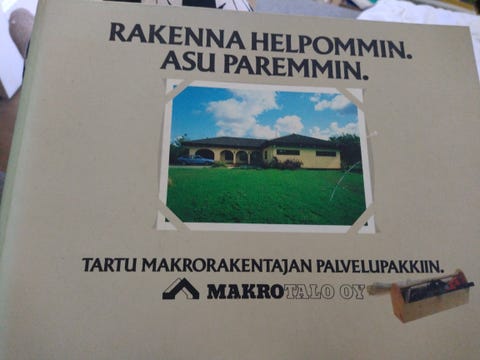 RAKENNA HELPOMMIN.
ASU PAREMMIN.
TARTU MAKRORAKENTAJAN PALVELUPAKKIIN.
MAKROTALO OY